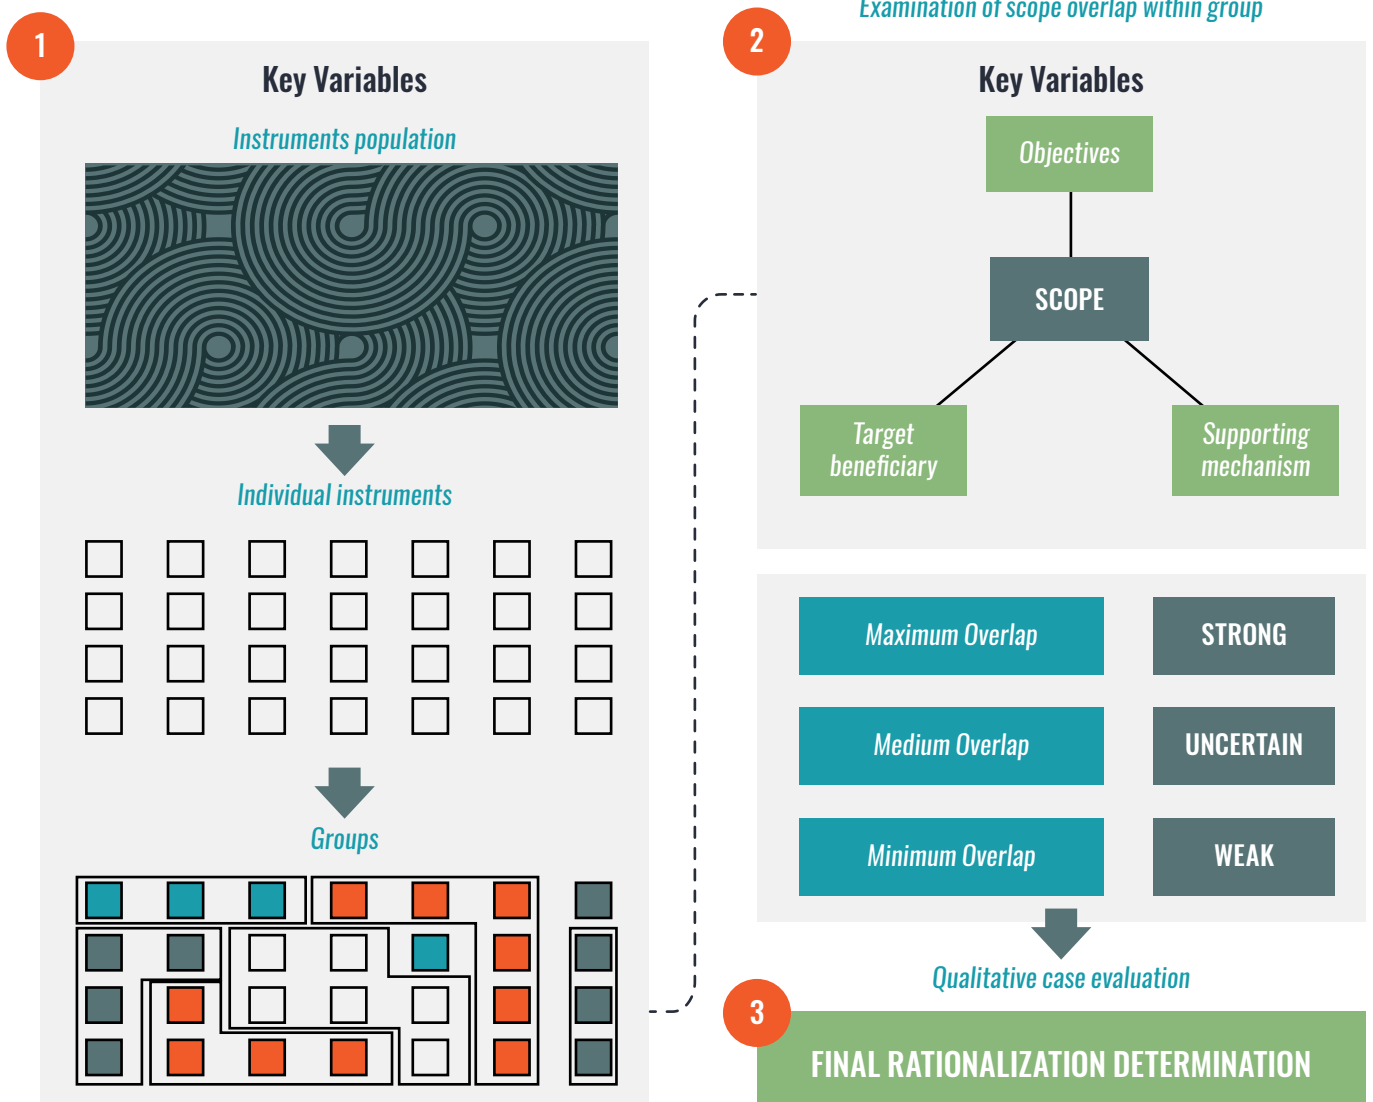 1
Key Variables
Instruments population
Individual instruments
Groups
Examination of scope overlap within group
2
Key Variables
Objectives
SCOPE
Target
beneficiary
Supporting
mechanism
Maximum Overlap
STRONG
Medium Overlap
UNCERTAIN
Minimum Overlap
WEAK
Qualitative case evaluation
3
FINAL RATIONALIZATION DETERMINATION